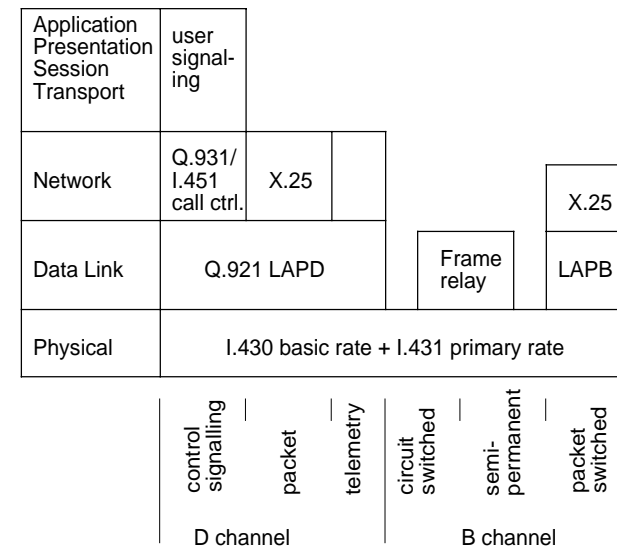 Application
Presentation
Session
Transport
user
signal-
ing
Network
Q.931/
I.451
call ctrl.
X.25
X.25
Data Link
Q.921 LAPD
Frame
relay
LAPB
Physical
I.430 basic rate + I.431 primary rate
control
signalling
packet
telemetry
circuit
switched
semi-
permanent
packet
switched
D channel
B channel